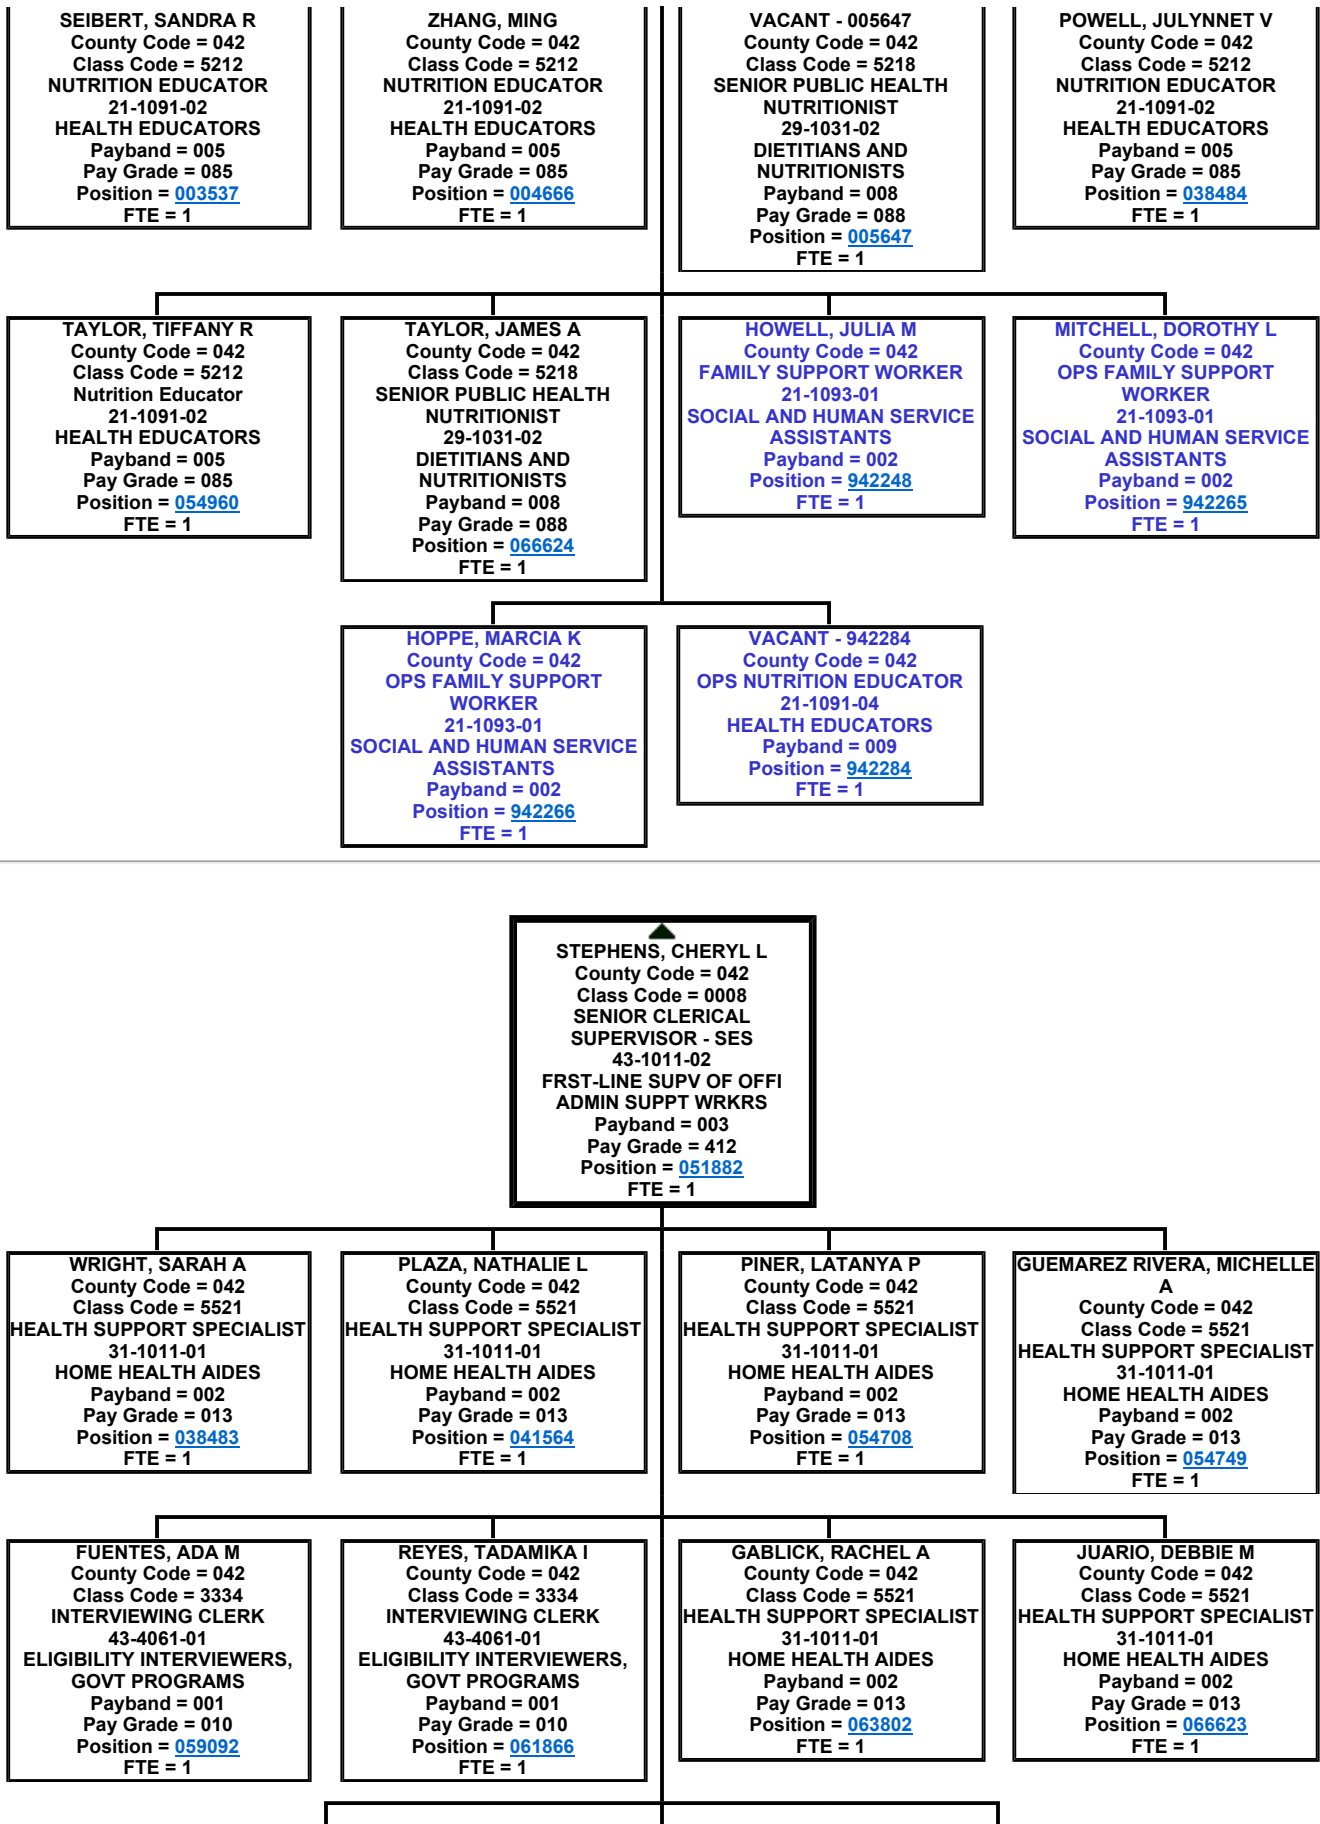 SEIBERT, SANDRA R
County Code = 042
Class Code = 5212
NUTRITION EDUCATOR
21-1091-02
HEALTH EDUCATORS
Payband = 005
Pay Grade = 085
Position = 003537
FTE = 1
ZHANG, MING
County Code = 042
Class Code = 5212
NUTRITION EDUCATOR
21-1091-02
HEALTH EDUCATORS
Payband = 005
Pay Grade = 085
Position = 004666
FTE = 1
VACANT - 005647
County Code = 042
Class Code = 5218
SENIOR PUBLIC HEALTH
NUTRITIONIST
29-1031-02
DIETITIANS AND
NUTRITIONISTS
Payband = 008
Pay Grade = 088
Position = 005647
FTE = 1
POWELL, JULYNNET V
County Code = 042
Class Code = 5212
NUTRITION EDUCATOR
21-1091-02
HEALTH EDUCATORS
Payband = 005
Pay Grade = 085
Position = 038484
FTE = 1
TAYLOR, TIFFANY R
County Code = 042
Class Code = 5212
Nutrition Educator
21-1091-02
HEALTH EDUCATORS
Payband = 005
Pay Grade = 085
Position = 054960
FTE = 1
TAYLOR, JAMES A
County Code = 042
Class Code = 5218
SENIOR PUBLIC HEALTH
NUTRITIONIST
29-1031-02
DIETITIANS AND
NUTRITIONISTS
Payband = 008
Pay Grade = 088
Position = 066624
FTE = 1
HOWELL, JULIA M
County Code = 042
FAMILY SUPPORT WORKER
21-1093-01
SOCIAL AND HUMAN SERVICE
ASSISTANTS
Payband = 002
Position = 942248
FTE = 1
MITCHELL, DOROTHY L
County Code = 042
OPS FAMILY SUPPORT
WORKER
21-1093-01
SOCIAL AND HUMAN SERVICE
ASSISTANTS
Payband = 002
Position = 942265
FTE = 1
HOPPE, MARCIA K
County Code = 042
OPS FAMILY SUPPORT
WORKER
21-1093-01
SOCIAL AND HUMAN SERVICE
ASSISTANTS
Payband = 002
Position = 942266
FTE = 1
VACANT - 942284
County Code = 042
OPS NUTRITION EDUCATOR
21-1091-04
HEALTH EDUCATORS
Payband = 009
Position = 942284
FTE = 1
STEPHENS, CHERYL L
County Code = 042
Class Code = 0008
SENIOR CLERICAL
SUPERVISOR - SES
43-1011-02
FRST-LINE SUPV OF OFFI
ADMIN SUPPT WRKRS
Payband = 003
Pay Grade = 412
Position = 051882
FTE = 1
WRIGHT, SARAH A
County Code = 042
Class Code = 5521
HEALTH SUPPORT SPECIALIST
31-1011-01
HOME HEALTH AIDES
Payband = 002
Pay Grade = 013
Position = 038483
FTE = 1
PLAZA, NATHALIE L
County Code = 042
Class Code = 5521
HEALTH SUPPORT SPECIALIST
31-1011-01
HOME HEALTH AIDES
Payband = 002
Pay Grade = 013
Position = 041564
FTE = 1
PINER, LATANYA P
County Code = 042
Class Code = 5521
HEALTH SUPPORT SPECIALIST
31-1011-01
HOME HEALTH AIDES
Payband = 002
Pay Grade = 013
Position = 054708
FTE = 1
GUEMAREZ RIVERA, MICHELLE
A
County Code = 042
Class Code = 5521
HEALTH SUPPORT SPECIALIST
31-1011-01
HOME HEALTH AIDES
Payband = 002
Pay Grade = 013
Position = 054749
FTE = 1
FUENTES, ADA M
County Code = 042
Class Code = 3334
INTERVIEWING CLERK
43-4061-01
ELIGIBILITY INTERVIEWERS,
GOVT PROGRAMS
Payband = 001
Pay Grade = 010
Position = 059092
FTE = 1
REYES, TADAMIKA I
County Code = 042
Class Code = 3334
INTERVIEWING CLERK
43-4061-01
ELIGIBILITY INTERVIEWERS,
GOVT PROGRAMS
Payband = 001
Pay Grade = 010
Position = 061866
FTE = 1
GABLICK, RACHEL A
County Code = 042
Class Code = 5521
HEALTH SUPPORT SPECIALIST
31-1011-01
HOME HEALTH AIDES
Payband = 002
Pay Grade = 013
Position = 063802
FTE = 1
JUARIO, DEBBIE M
County Code = 042
Class Code = 5521
HEALTH SUPPORT SPECIALIST
31-1011-01
HOME HEALTH AIDES
Payband = 002
Pay Grade = 013
Position = 066623
FTE = 1